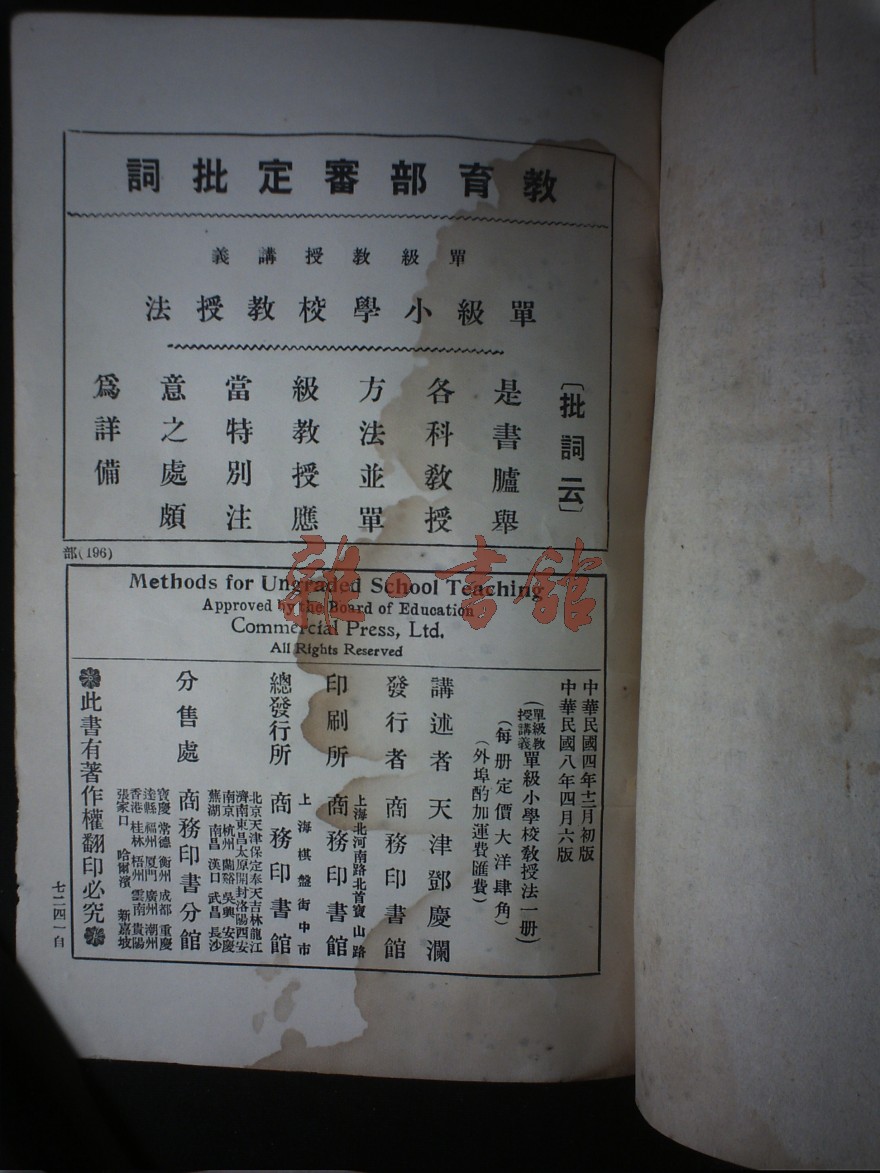 教育部審定批詞
單級教授講義
單級小學校教授法
〔批詞云〕
是書臚舉
各科教授
方法並單
級教授應
當特別注
意之處頗
爲詳備
部(196)
Methods for Ungraded School Teaching
Approved by the Board of Education
Commercial Press, Ltd.
All Rights Reserved
中華民國四年十二月初版
中華民國八年四月六版
(單級教授講義單級小學校教授法一册)
(每册定價大洋肆角)
(外埠酌加運費匯費)
講述者 天津鄧慶瀾
發行者 商務印書館
上海北河南路北首寶山路
印刷所 商務印書館
上海棋盤街中市
總發行所 商務印書館
北京天津保定奉天吉林龍江
濟南東昌太原開封洛陽西安
南京 杭州 蘭谿 吳興 安慶
蕪湖 南昌 漢口 武昌 長沙
分售處 商務印書分館
寶慶 常德 衡州 成都 重慶
達縣 福州 厦門 廣州 潮州
香港 桂林 梧州 雲南 貴陽
張家口 哈爾濱 新嘉坡
此書有著作權翻印必究
七二四一自
雜·書館